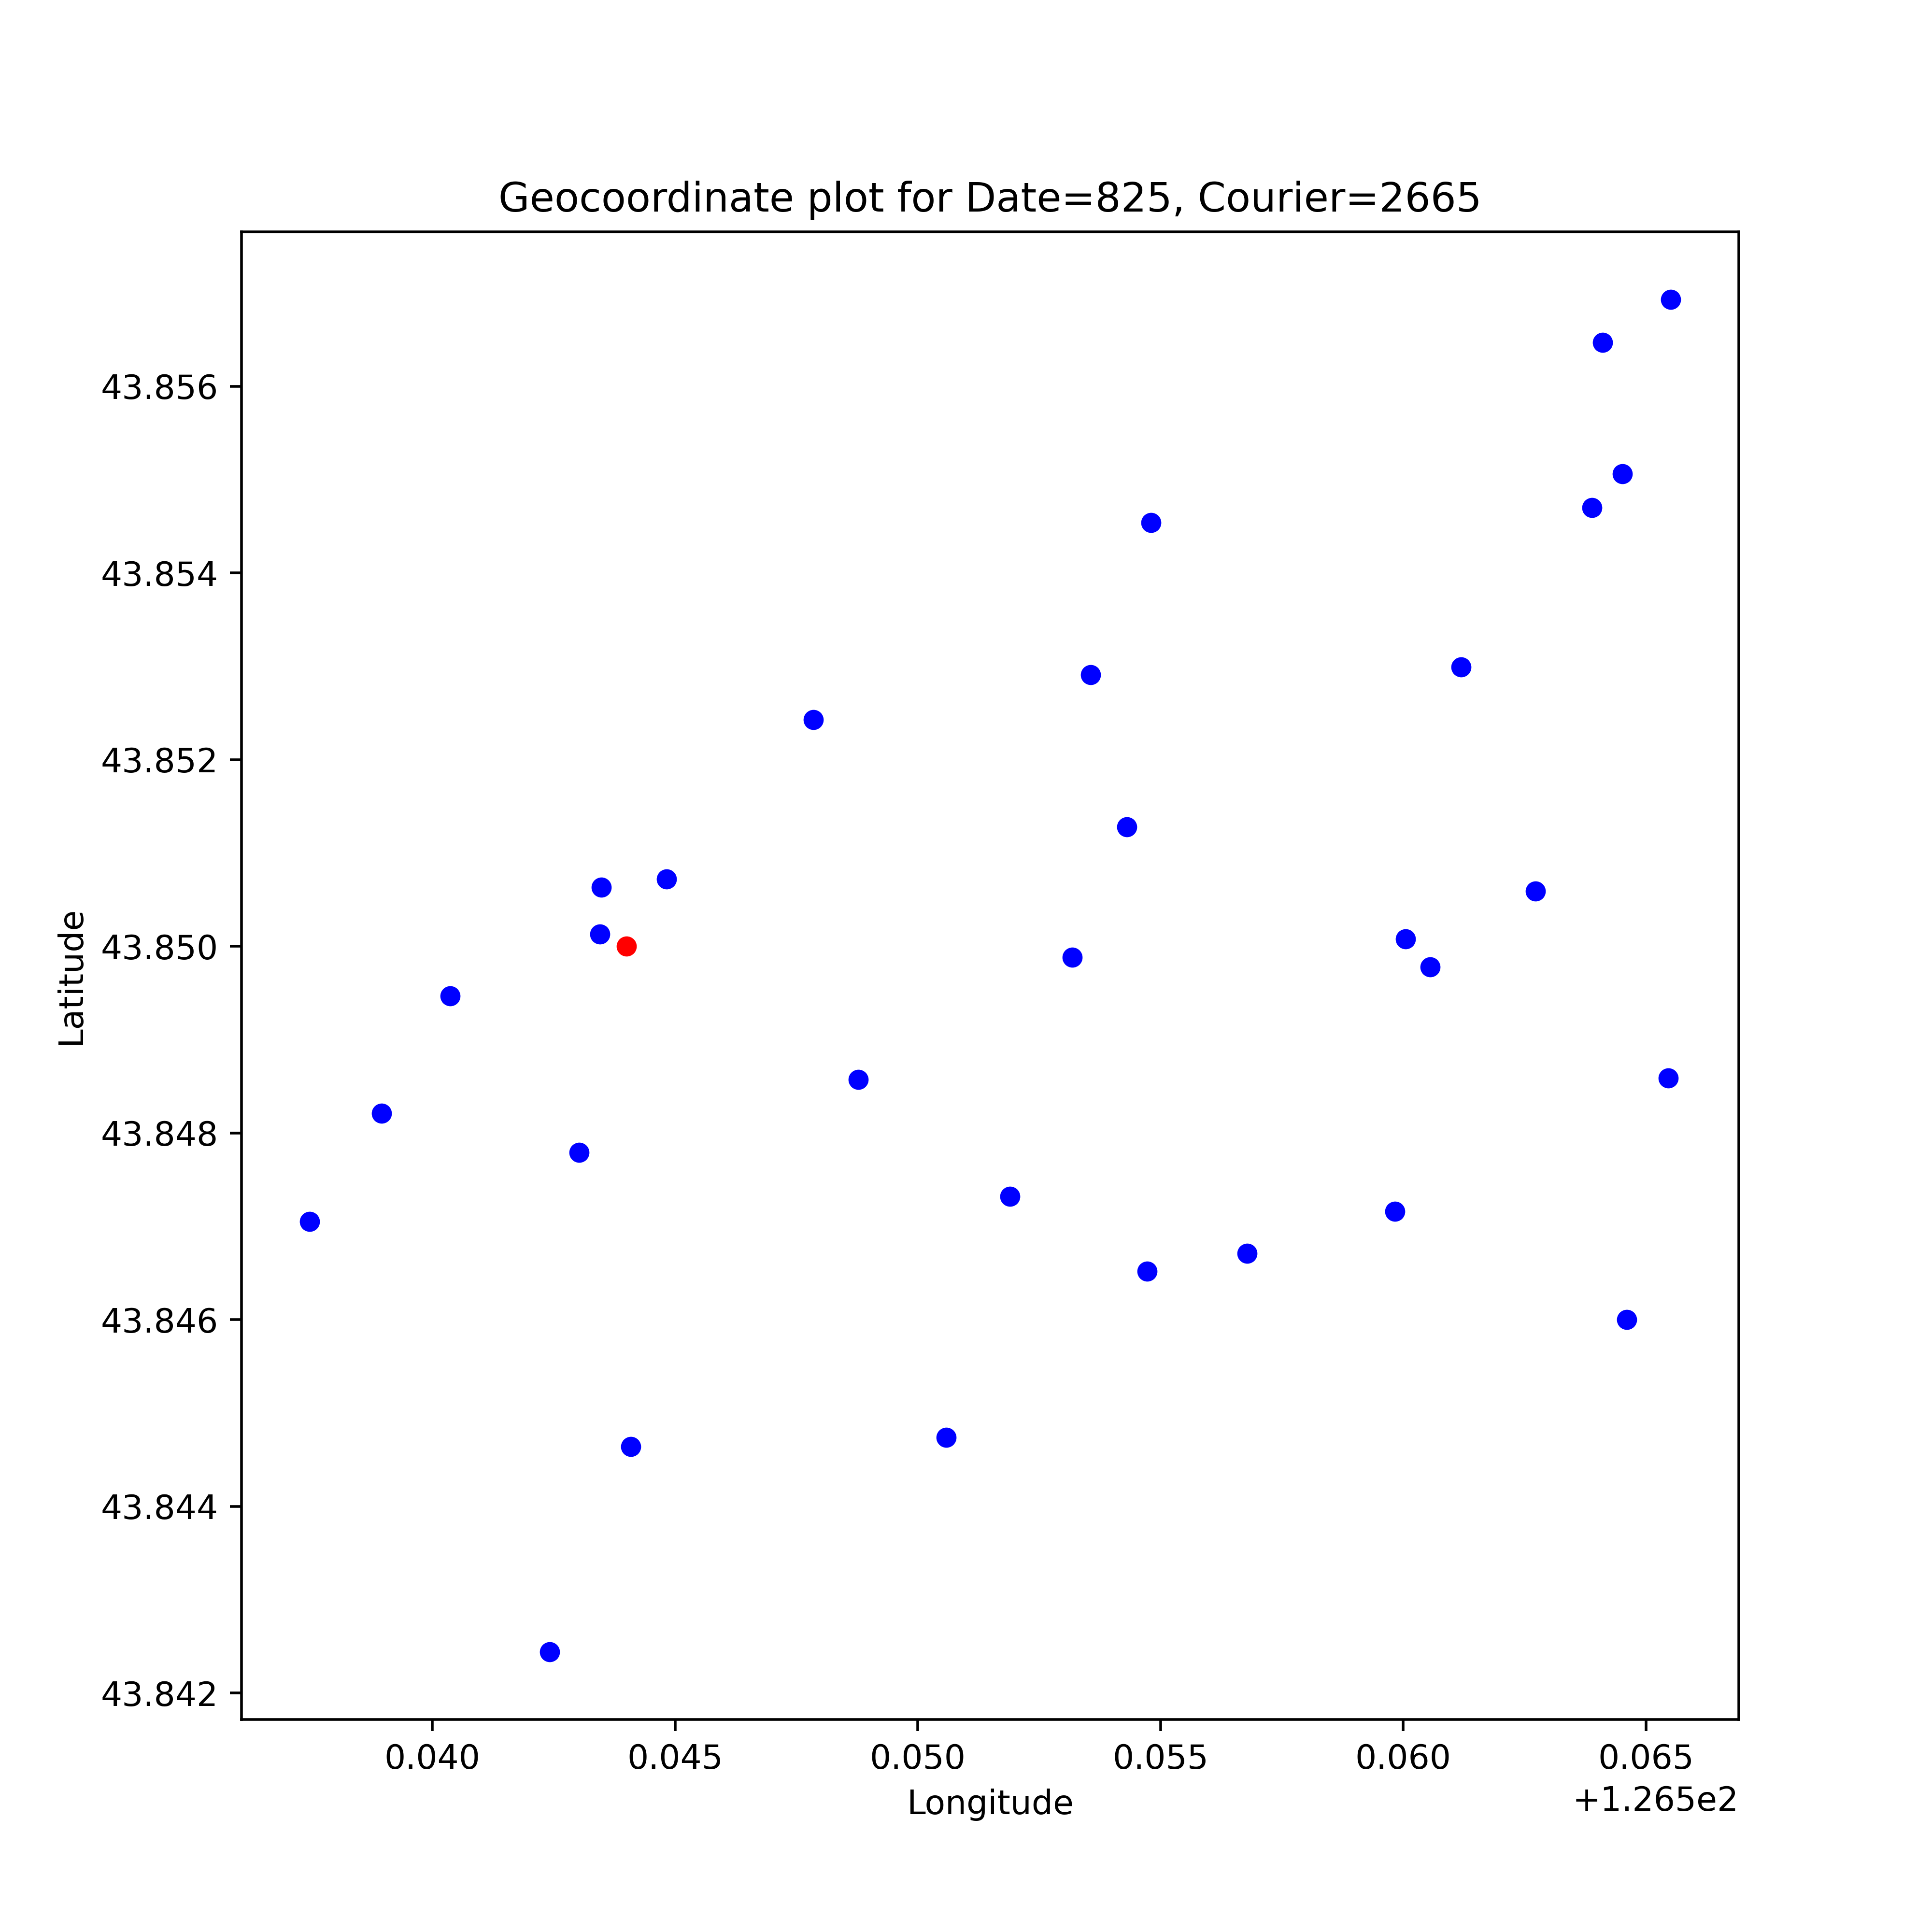 Geocoordinate plot for Date=825, Courier=2665
43.856
43.854
43.852
43.850
43.848
43.846
43.844
43.842
Latitude
0.040 0.045 0.050 0.055 0.060 0.065
+1.265e2
Longitude